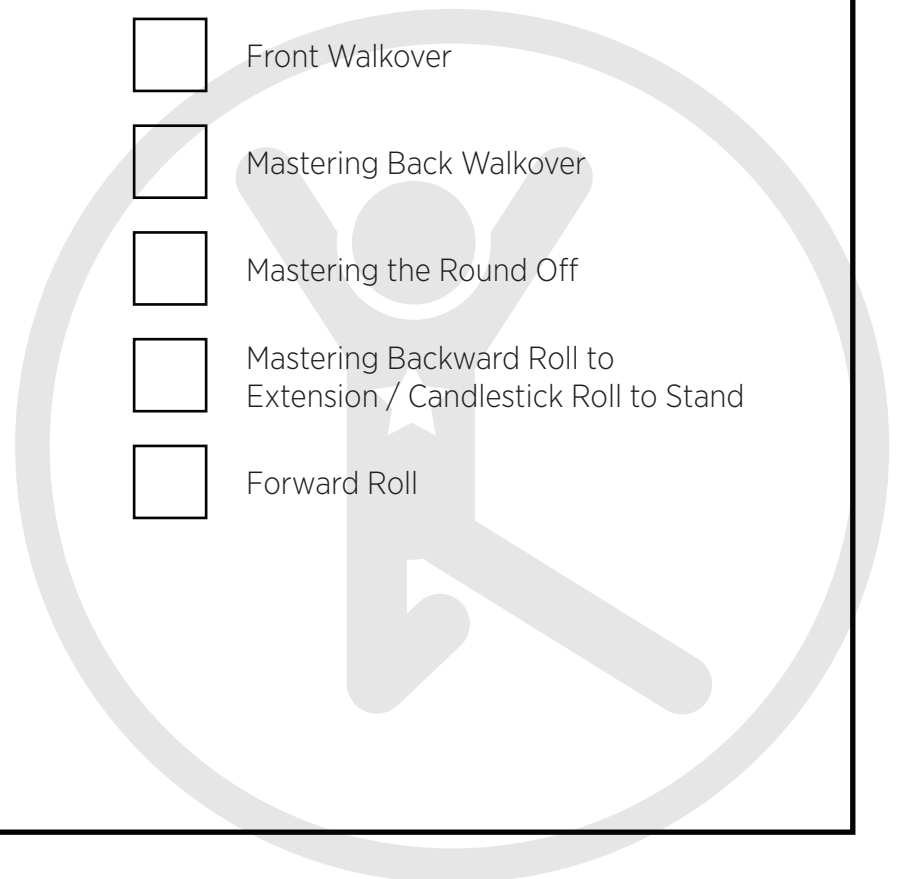 Front Walkover
Mastering Back Walkover
Mastering the Round Off
Mastering Backward Roll to
Extension / Candlestick Roll to Stand
Forward Roll